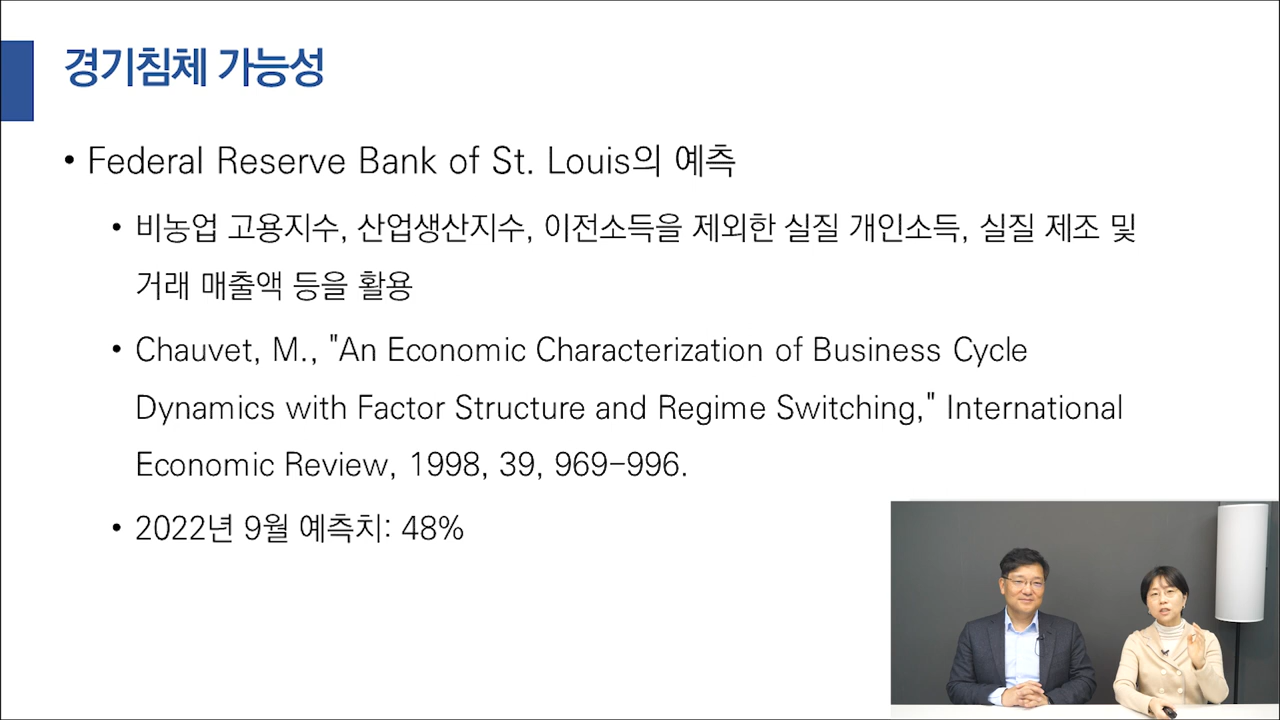 경기침체 가능성
• Federal Reserve Bank of St. Louis의 예측
• 비농업 고용지수, 산업생산지수, 이전소득을 제외한 실질 개인소득, 실질 제조 및
거래 매출액 등을 활용
• Chauvet, M., "An Economic Characterization of Business Cycle
Dynamics with Factor Structure and Regime Switching," International
Economic Review, 1998, 39, 969-996.
• 2022년 9월 예측치: 48%